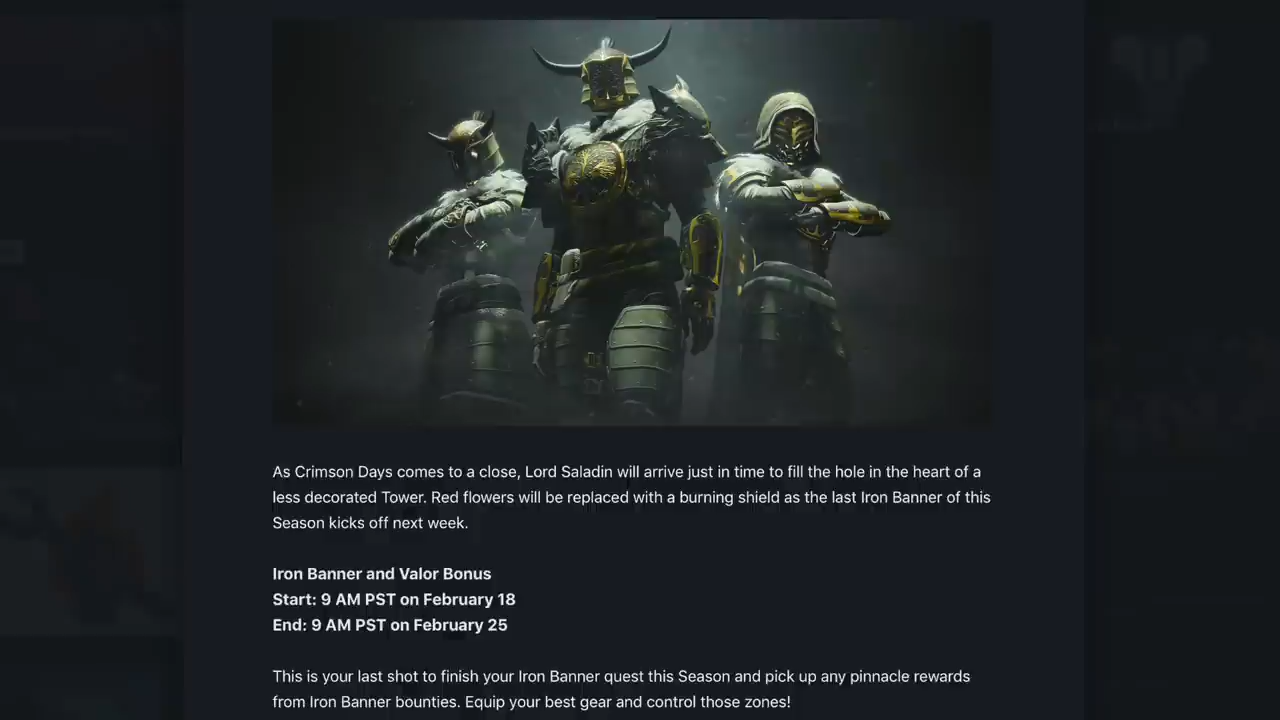 As Crimson Days comes to a close, Lord Saladin will arrive just in time to fill the hole in the heart of a
less decorated Tower. Red flowers will be replaced with a burning shield as the last Iron Banner of this
Season kicks off next week.
Iron Banner and Valor Bonus
Start: 9 AM PST on February 18
End: 9 AM PST on February 25
This is your last shot to finish your Iron Banner quest this Season and pick up any pinnacle rewards
from Iron Banner bounties. Equip your best gear and control those zones!